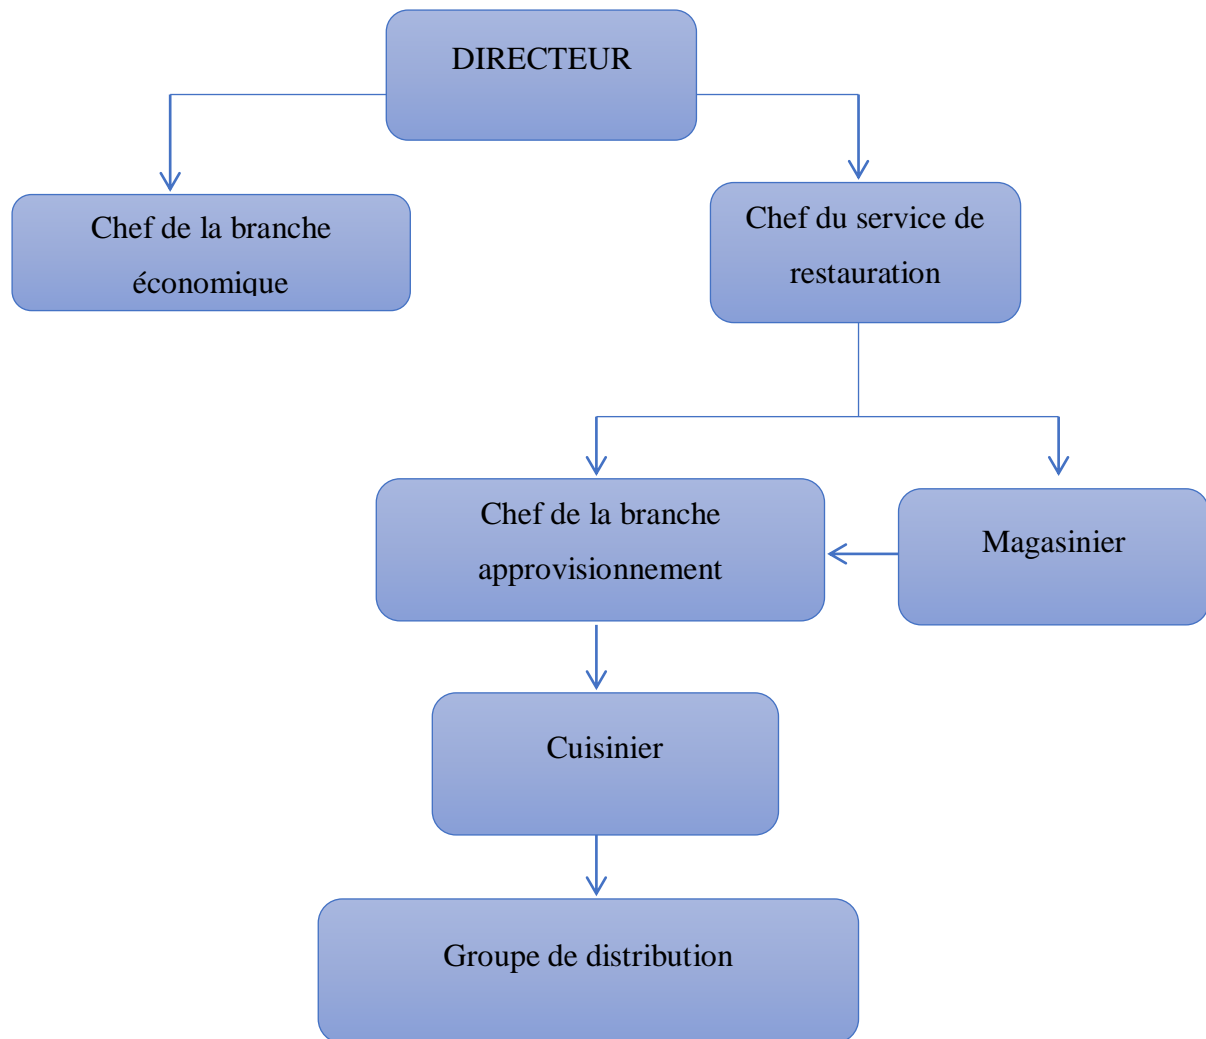 DIRECTEUR
Chef de la branche
économique
Chef du service de
restauration
Chef de la branche
approvisionnement
Magasinier
Cuisinier
Groupe de distribution